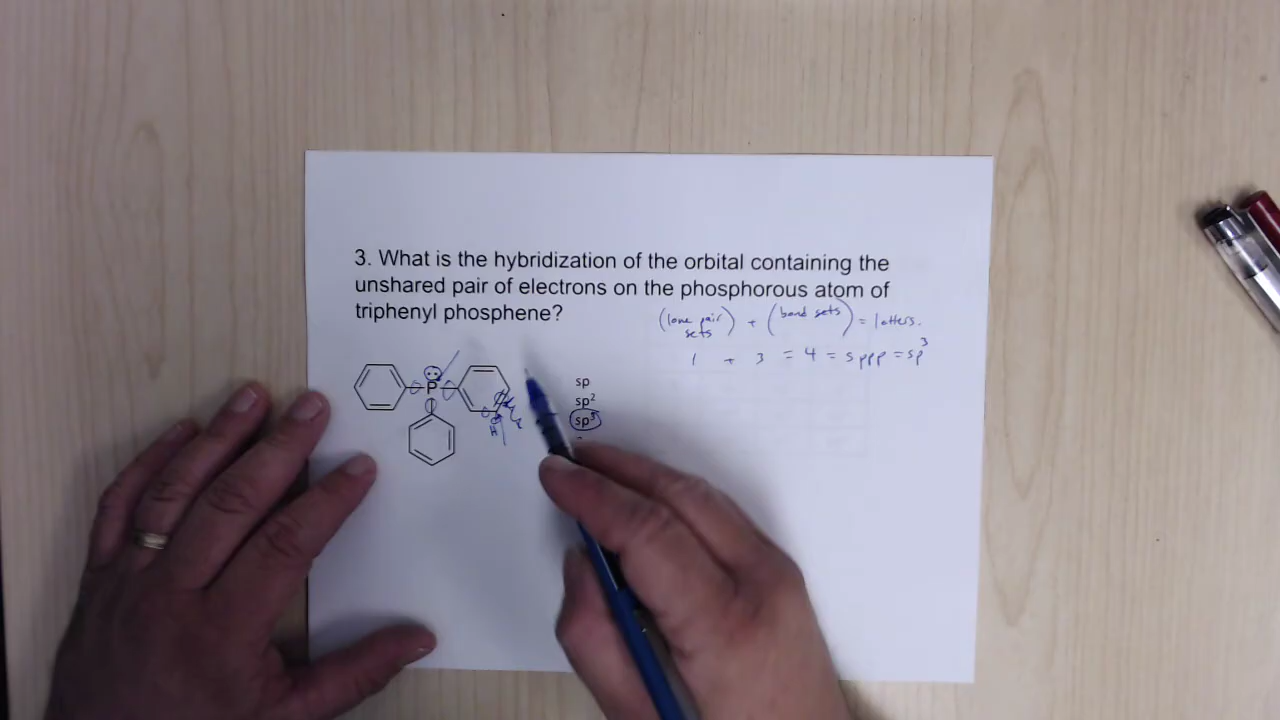 3. What is the hybridization of the orbital containing the
unshared pair of electrons on the phosphorous atom of
triphenyl phosphene?
(lone pair sets) + (bond sets) = letters.
1 + 3 = 4 = sppp = sp³
P
H
sp
sp²
sp³